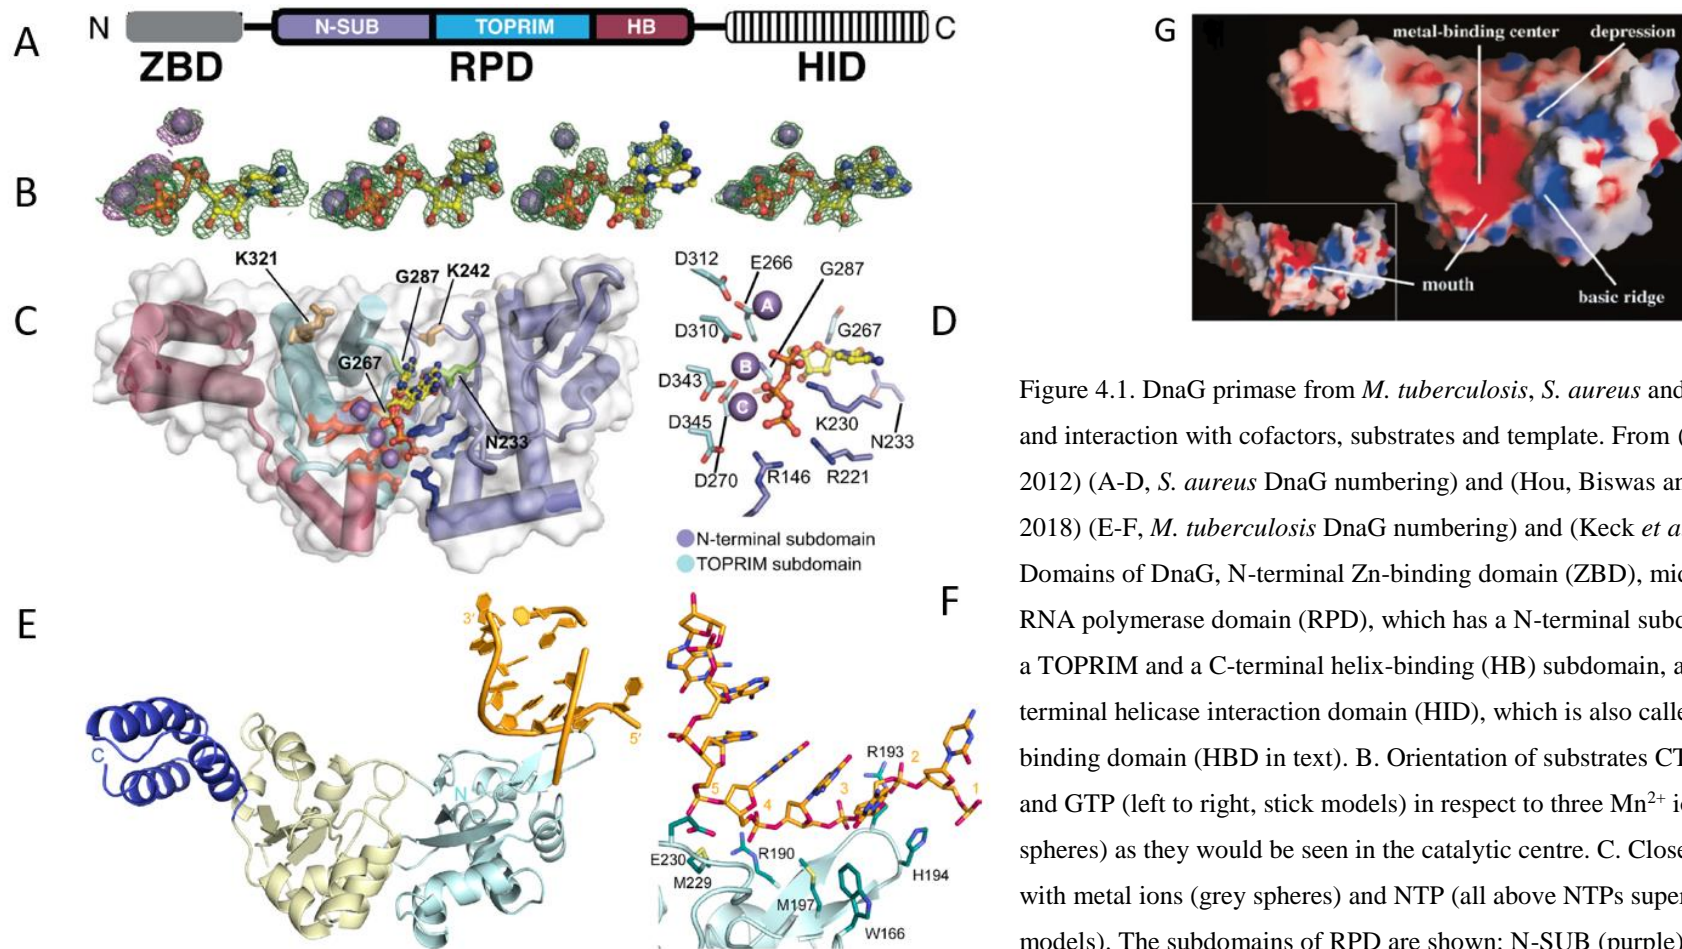 A
N
N-SUB
TOPRIM
HB
C
ZBD
RPD
HID
B
C
K321
G287
K242
G267
N233
D
D312
E266
G287
A
D310
G267
B
D343
C
D345
K230
N233
D270
R146
R221
N-terminal subdomain
TOPRIM subdomain
E
3'
5'
C
N
F
R193
2
5
3
1
4
E230
R190
M229
H194
M197
W166
G
metal-binding center
depression
mouth
basic ridge
Figure 4.1. DnaG primase from M. tuberculosis, S. aureus and
and interaction with cofactors, substrates and template. From (
2012) (A-D, S. aureus DnaG numbering) and (Hou, Biswas an
2018) (E-F, M. tuberculosis DnaG numbering) and (Keck et a
Domains of DnaG, N-terminal Zn-binding domain (ZBD), mic
RNA polymerase domain (RPD), which has a N-terminal subc
a TOPRIM and a C-terminal helix-binding (HB) subdomain, a
terminal helicase interaction domain (HID), which is also calle
binding domain (HBD in text). B. Orientation of substrates CT
and GTP (left to right, stick models) in respect to three Mn²⁺ ic
spheres) as they would be seen in the catalytic centre. C. Close
with metal ions (grey spheres) and NTP (all above NTPs super
models). The subdomains of RPD are shown: N-SUB (purple)